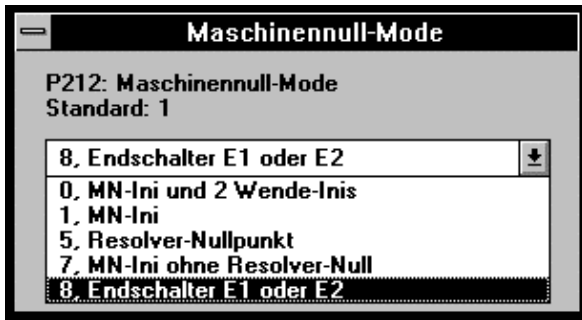 Maschinennull-Mode
P212: Maschinennull-Mode
Standard: 1
8, Endschalter E1 oder E2
0, MN-Ini und 2 Wende-Inis
1, MN-Ini
5, Resolver-Nullpunkt
7, MN-Ini ohne Resolver-Null
8, Endschalter E1 oder E2